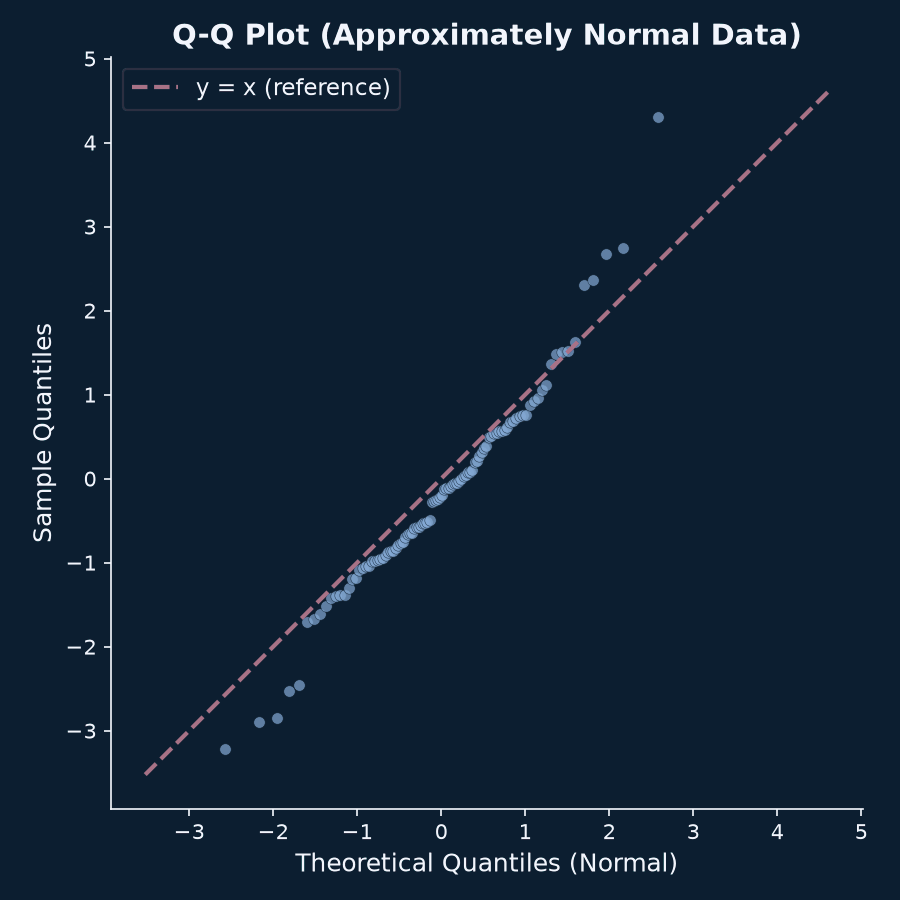 Q-Q Plot (Approximately Normal Data)
y = x (reference)
5
4
3
2
1
0
−1
−2
−3
Sample Quantiles
−3 −2 −1 0 1 2 3 4 5
Theoretical Quantiles (Normal)